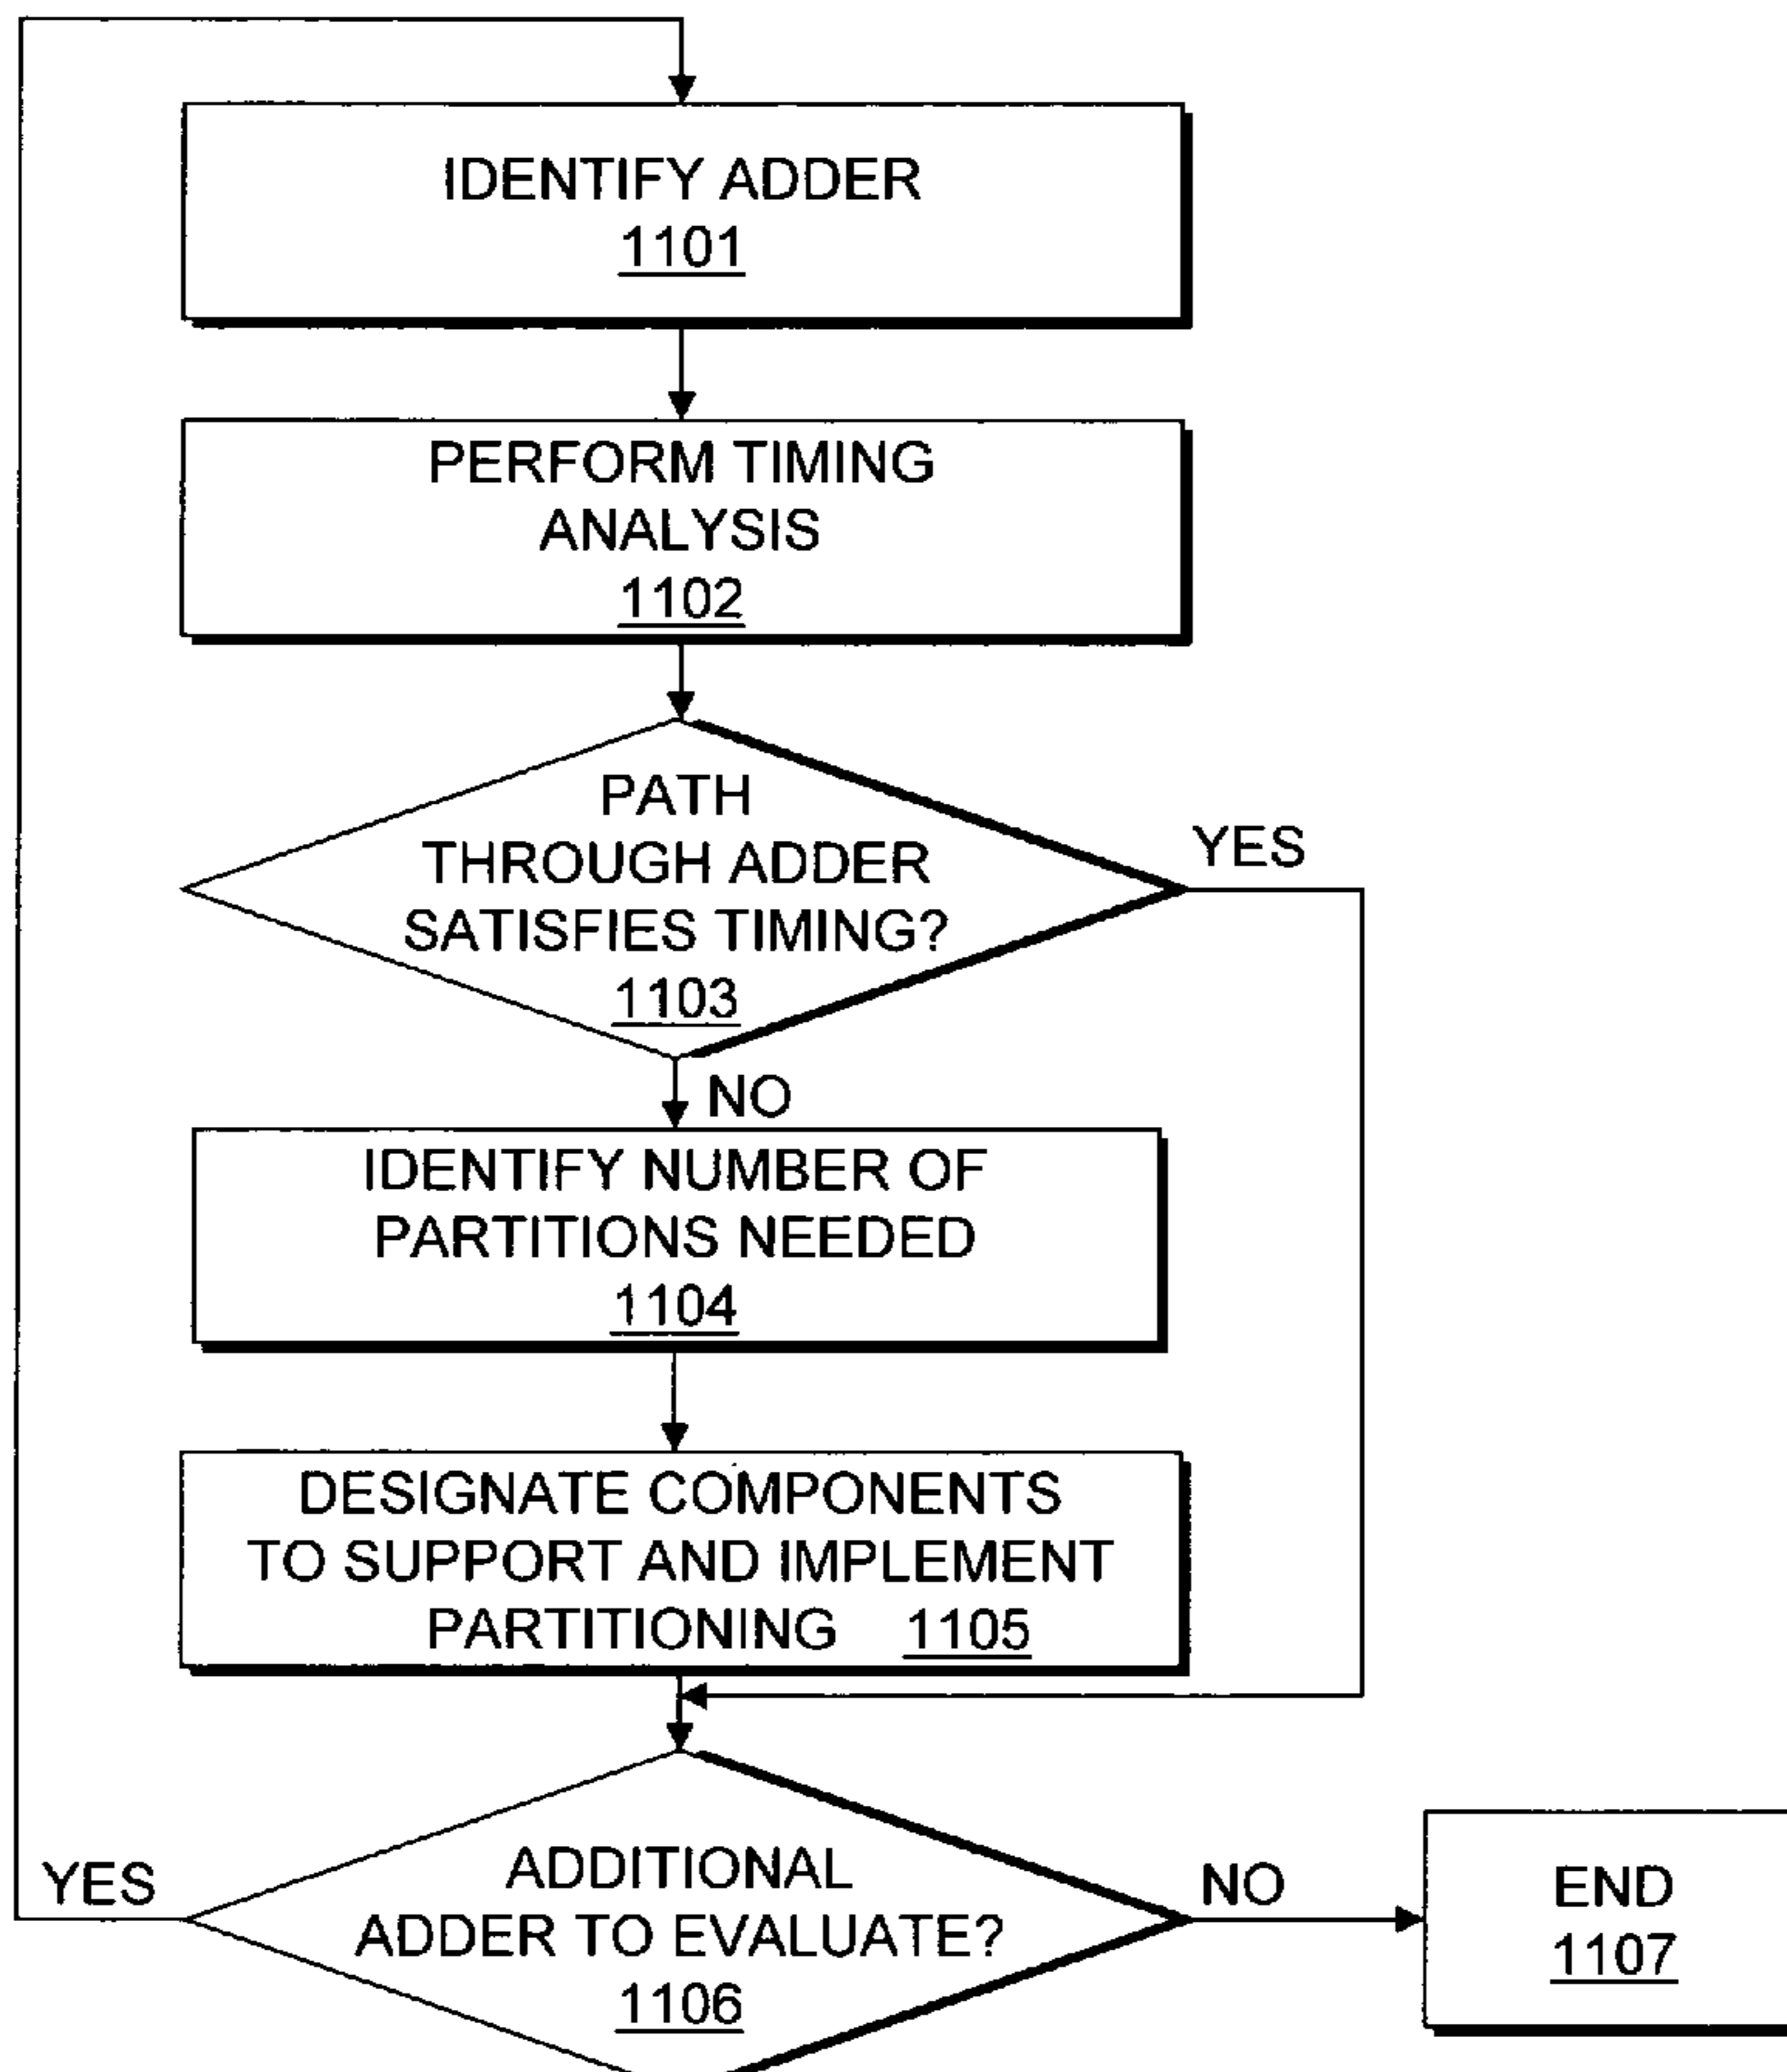 IDENTIFY ADDER
1101
PERFORM TIMING
ANALYSIS
1102
PATH
THROUGH ADDER
SATISFIES TIMING?
1103
YES
NO
IDENTIFY NUMBER OF
PARTITIONS NEEDED
1104
DESIGNATE COMPONENTS
TO SUPPORT AND IMPLEMENT
PARTITIONING 1105
YES
ADDITIONAL
ADDER TO EVALUATE?
1106
NO
END
1107